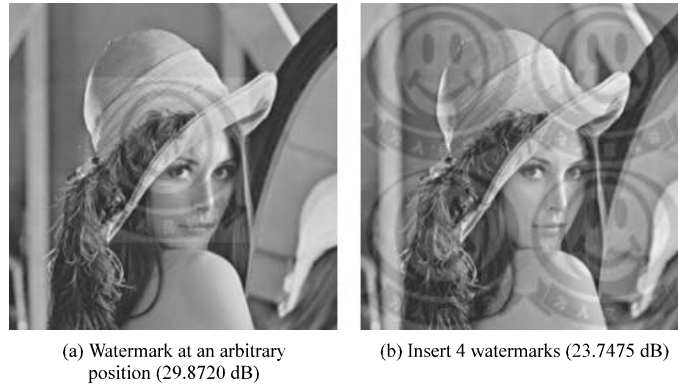 (a) Watermark at an arbitrary
position (29.8720 dB)
(b) Insert 4 watermarks (23.7475 dB)